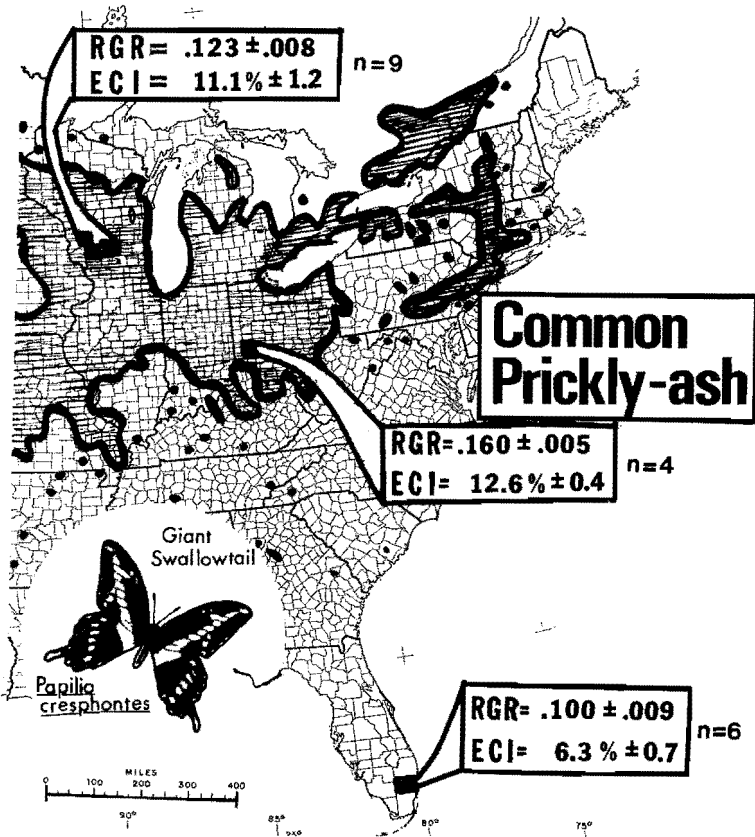 RGR= .123 ±.008
ECI= 11.1% ± 1.2
n=9
Common
Prickly-ash
RGR=.160 ±.005
ECI= 12.6% ± 0.4
n=4
Giant
Swallowtail
Papilio
cresphontes
RGR= .100 ±.009
ECI= 6.3 % ± 0.7
n=6
MILES
0 100 200 300 400
90° 85° 80° 75°